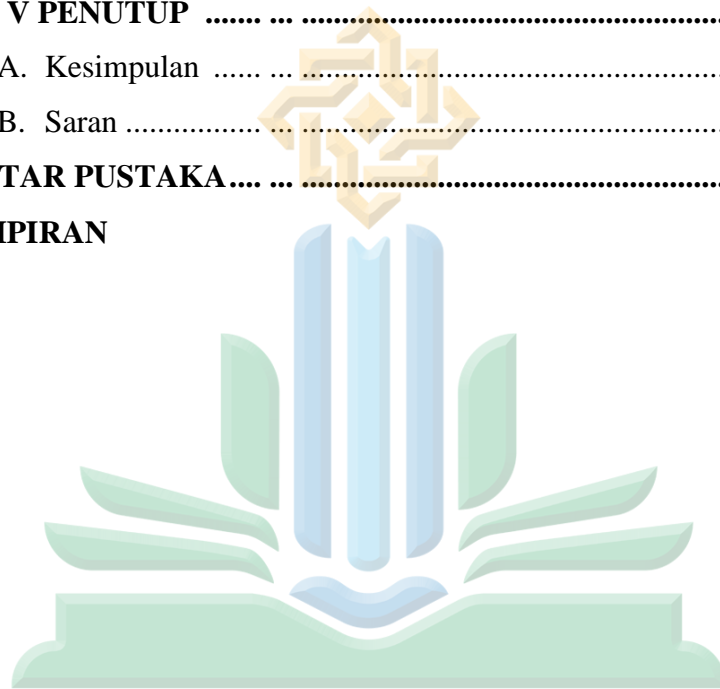 V PENUTUP ....... ... ..........................................................
A. Kesimpulan ...... ... ..........................................................
B. Saran ................. ... ..........................................................
TAR PUSTAKA.... ... ..........................................................
IPIRAN